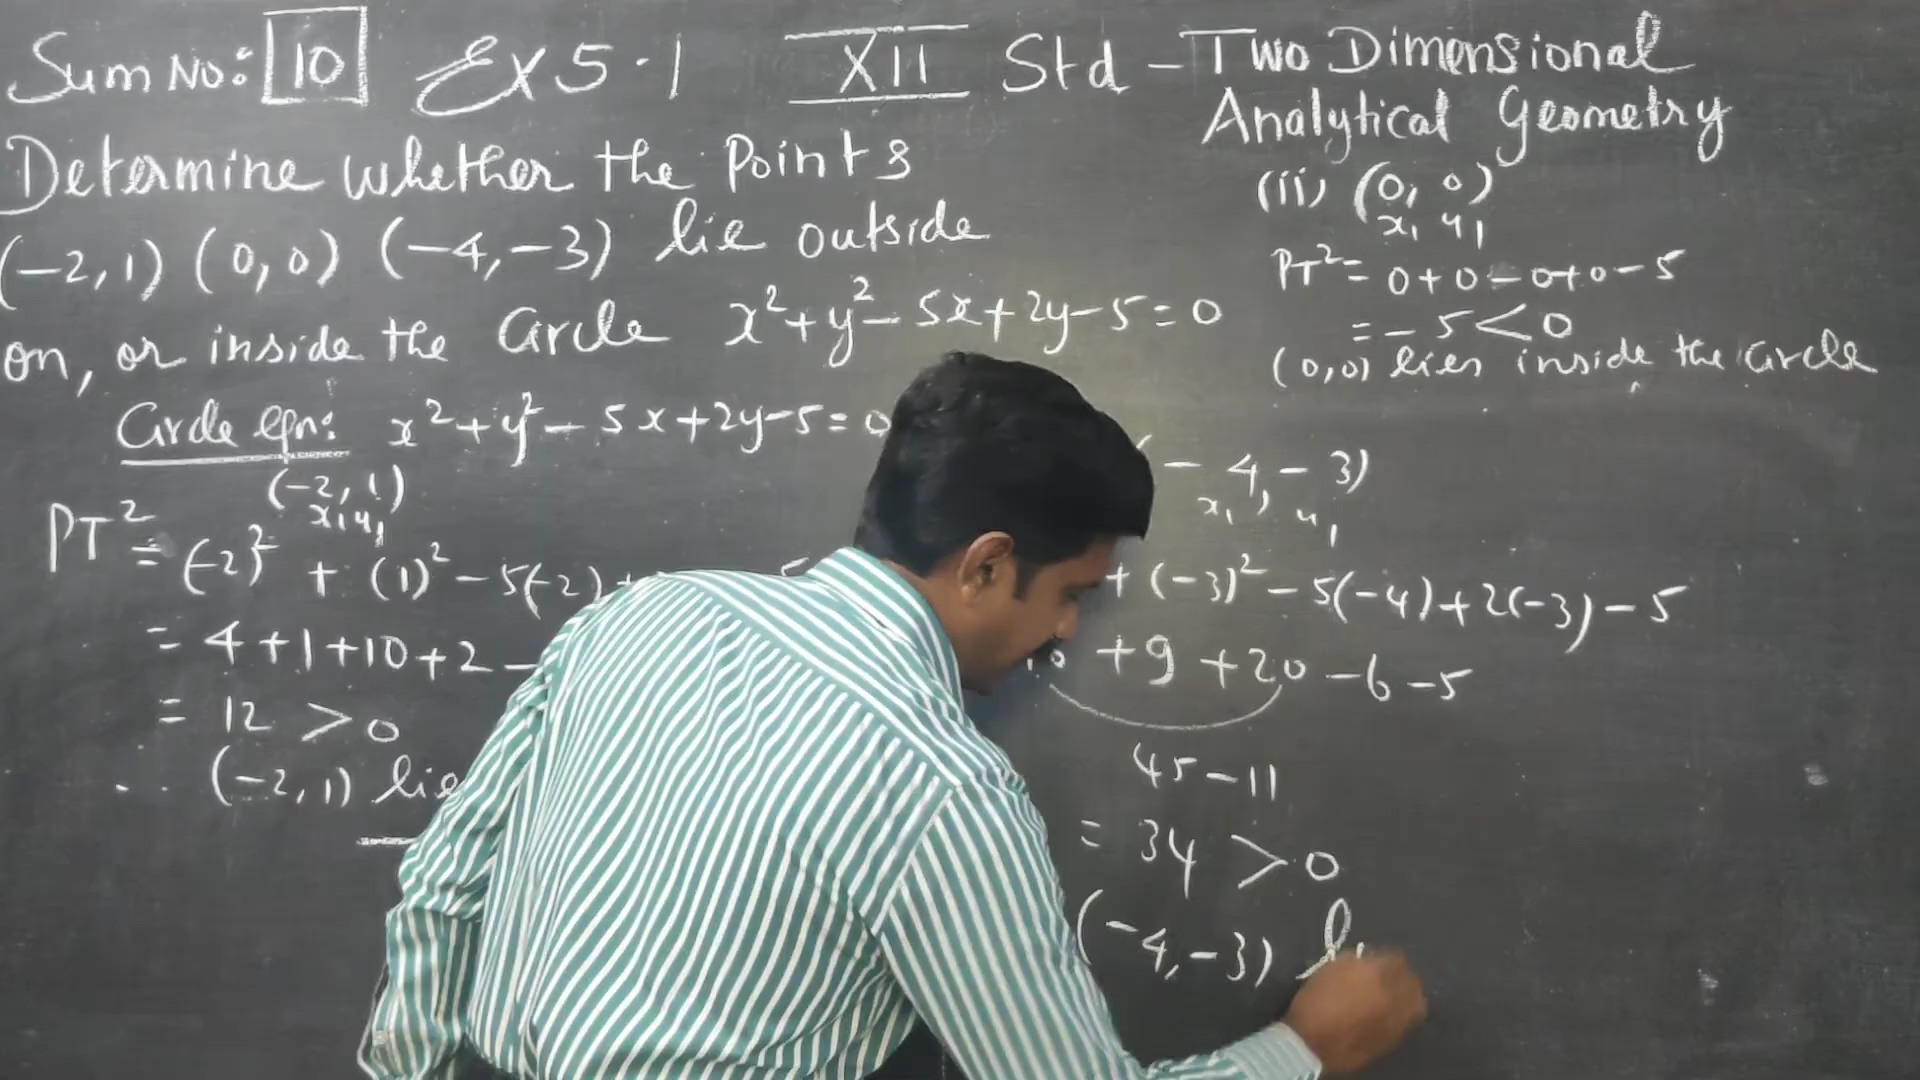 Sum No: 10 Ex 5.1 XII Std - Two Dimensional
Analytical Geometry
Determine whether the Points
(-2,1) (0,0) (-4,-3) lie outside
on, or inside the Circle x²+y²-5x+2y-5=0
Circle Eqn: x²+y²-5x+2y-5=0
(-2,1)
x₁ y₁
PT² = (-2)² + (1)² - 5(-2) +
= 4+1+10+2 -
= 12 > 0
∴ (-2,1) lie
(ii) (0, 0)
x₁ y₁
PT² = 0+0-0+0-5
= -5 < 0
(0,0) lies inside the Circle
(-4, -3)
x₁, y₁
+ (-3)² - 5(-4) + 2(-3) - 5
+9 +20 -6 -5
45-11
= 34 > 0
(-4,-3) li